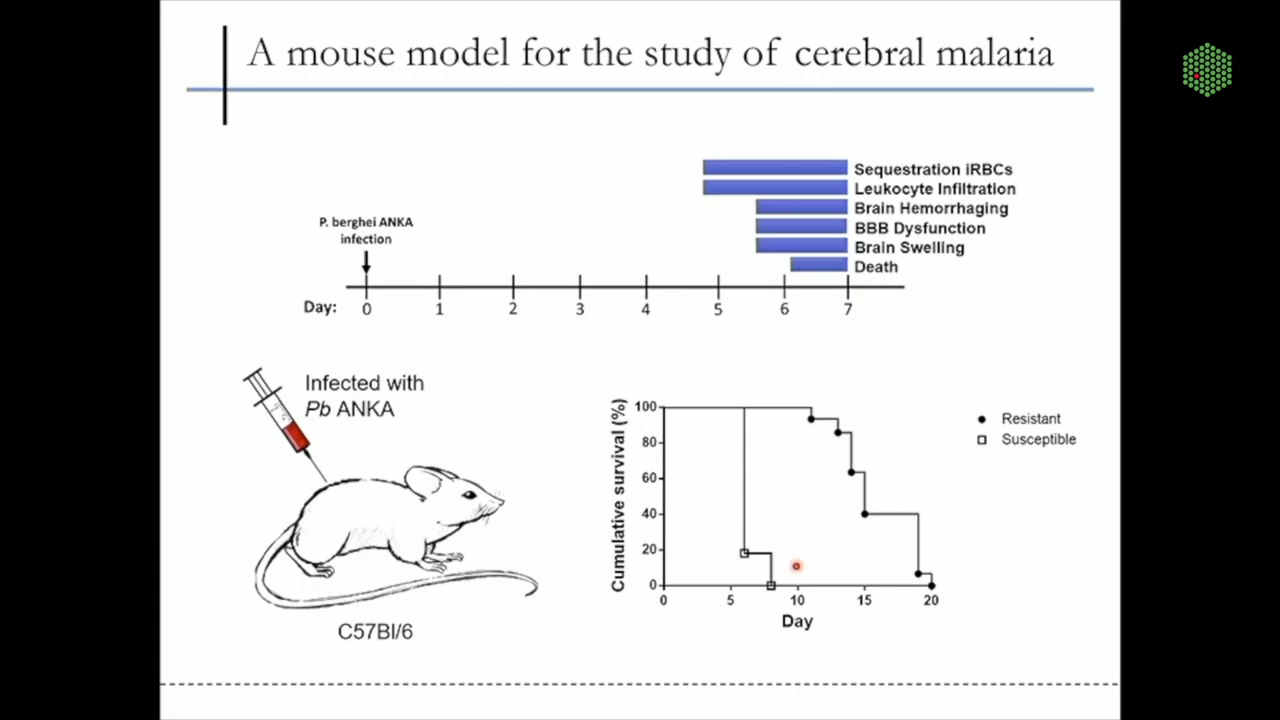 A mouse model for the study of cerebral malaria
Sequestration iRBCs
Leukocyte Infiltration
Brain Hemorrhaging
BBB Dysfunction
Brain Swelling
Death
P. berghei ANKA
infection
Day: 0 1 2 3 4 5 6 7
Infected with
Pb ANKA
C57Bl/6
Cumulative survival (%)
100
80
60
40
20
0
0 5 10 15 20
Day
Resistant
Susceptible